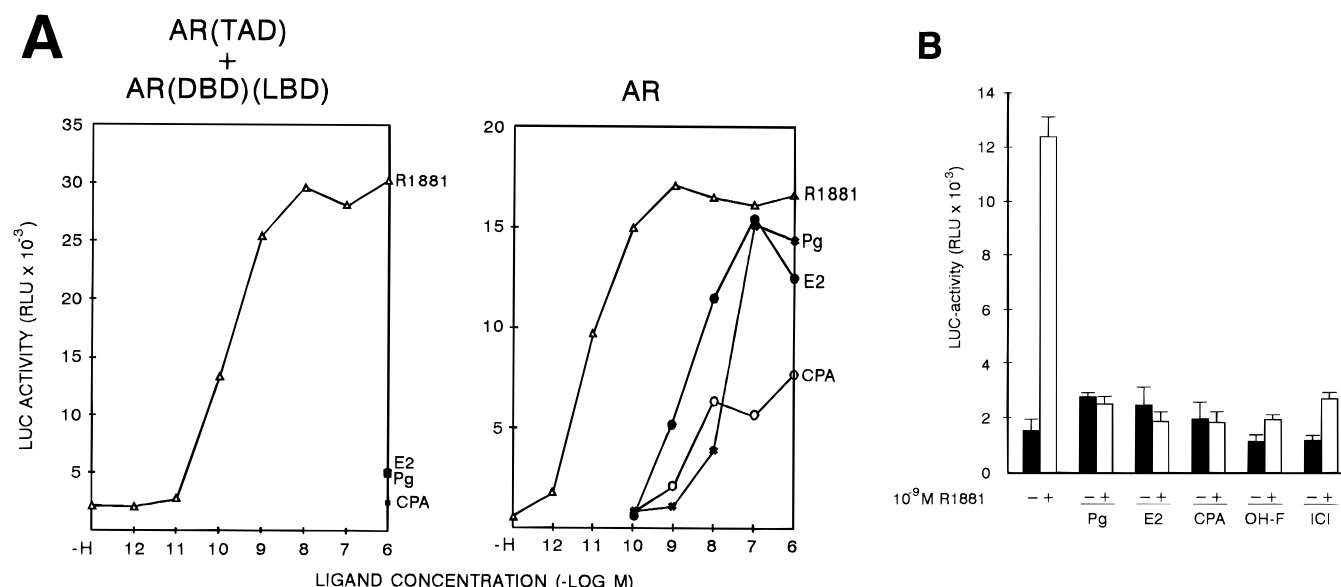 A
AR(TAD)
+
AR(DBD)(LBD)
AR
LUC ACTIVITY (RLU x 10⁻³)
35
30
25
20
15
10
5
R1881
E2
Pg
CPA
-H 12 11 10 9 8 7 6
20
15
10
5
R1881
Pg
E2
CPA
-H 12 11 10 9 8 7 6
LIGAND CONCENTRATION (-LOG M)
B
LUC-activity (RLU x 10⁻³)
14
12
10
8
6
4
2
0
10⁻⁹M R1881 − + − + − + − + − + − +
Pg E2 CPA OH-F ICI